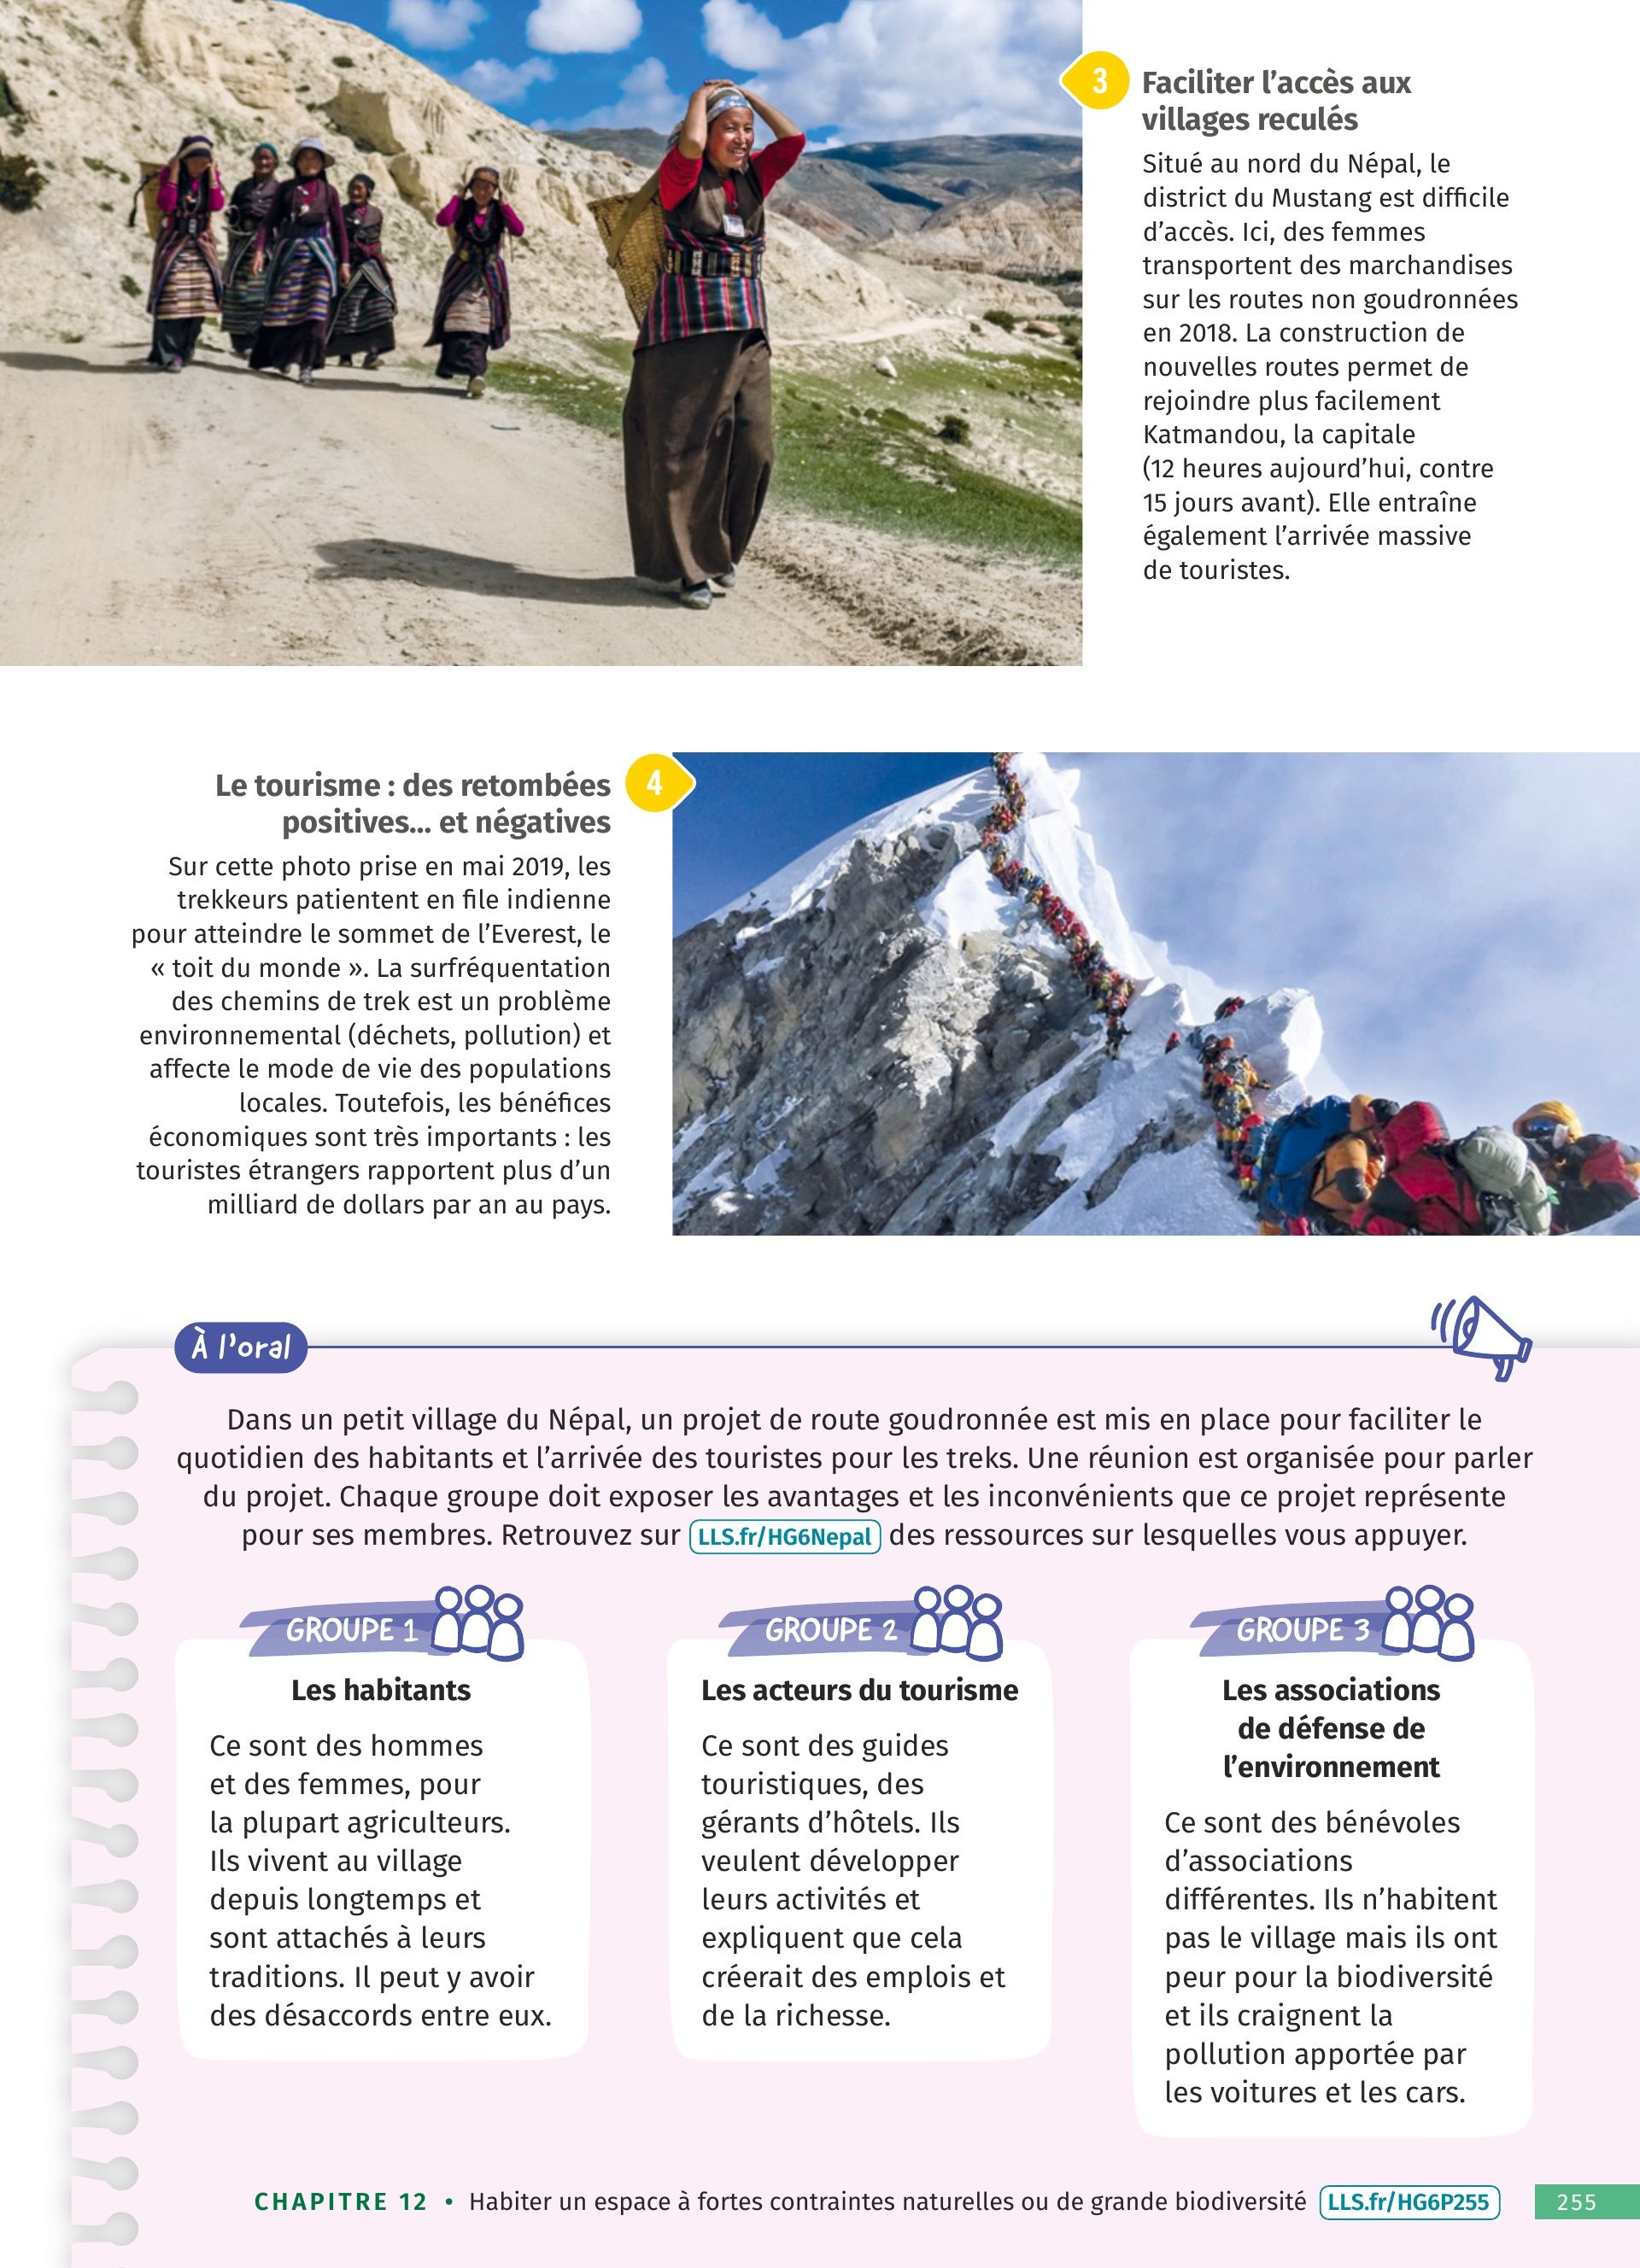 3
Faciliter l’accès aux
villages reculés
Situé au nord du Népal, le
district du Mustang est difficile
d’accès. Ici, des femmes
transportent des marchandises
sur les routes non goudronnées
en 2018. La construction de
nouvelles routes permet de
rejoindre plus facilement
Katmandou, la capitale
(12 heures aujourd’hui, contre
15 jours avant). Elle entraîne
également l’arrivée massive
de touristes.
Le tourisme : des retombées
positives... et négatives
4
Sur cette photo prise en mai 2019, les
trekkeurs patientent en file indienne
pour atteindre le sommet de l’Everest, le
« toit du monde ». La surfréquentation
des chemins de trek est un problème
environnemental (déchets, pollution) et
affecte le mode de vie des populations
locales. Toutefois, les bénéfices
économiques sont très importants : les
touristes étrangers rapportent plus d’un
milliard de dollars par an au pays.
À l’oral
Dans un petit village du Népal, un projet de route goudronnée est mis en place pour faciliter le
quotidien des habitants et l’arrivée des touristes pour les treks. Une réunion est organisée pour parler
du projet. Chaque groupe doit exposer les avantages et les inconvénients que ce projet représente
pour ses membres. Retrouvez sur LLS.fr/HG6Nepal des ressources sur lesquelles vous appuyer.
GROUPE 1
Les habitants
Ce sont des hommes
et des femmes, pour
la plupart agriculteurs.
Ils vivent au village
depuis longtemps et
sont attachés à leurs
traditions. Il peut y avoir
des désaccords entre eux.
GROUPE 2
Les acteurs du tourisme
Ce sont des guides
touristiques, des
gérants d’hôtels. Ils
veulent développer
leurs activités et
expliquent que cela
créerait des emplois et
de la richesse.
GROUPE 3
Les associations
de défense de
l’environnement
Ce sont des bénévoles
d’associations
différentes. Ils n’habitent
pas le village mais ils ont
peur pour la biodiversité
et ils craignent la
pollution apportée par
les voitures et les cars.
CHAPITRE 12 • Habiter un espace à fortes contraintes naturelles ou de grande biodiversité LLS.fr/HG6P255 255